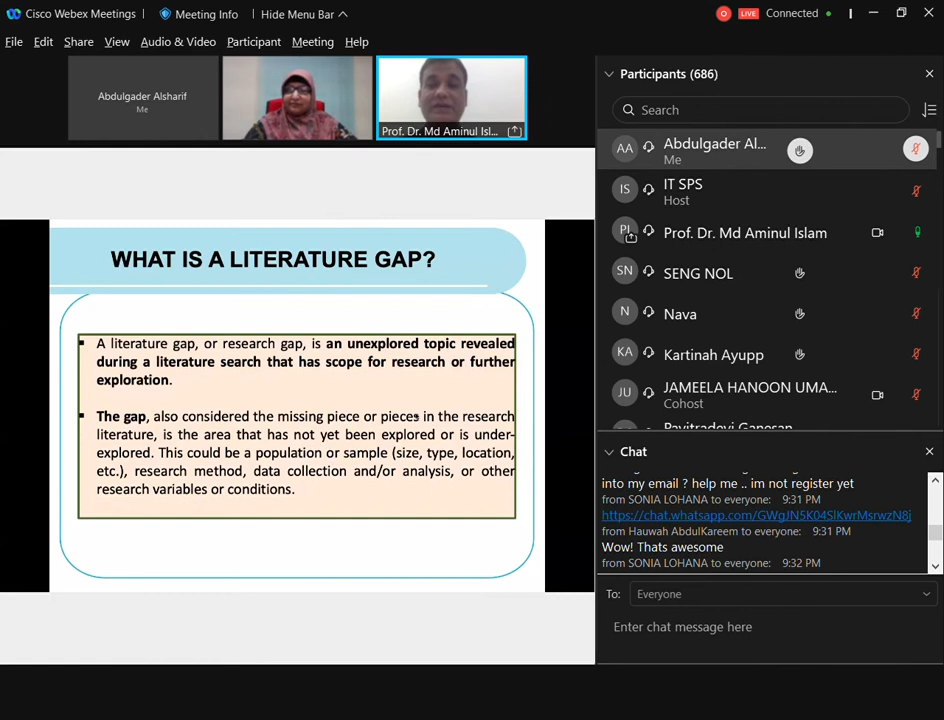 Cisco Webex Meetings
Meeting Info
Hide Menu Bar
LIVE
Connected
File Edit Share View Audio & Video Participant Meeting Help
Abdulgader Alsharif
Me
Prof. Dr. Md Aminul Isl...
WHAT IS A LITERATURE GAP?
A literature gap, or research gap, is an unexplored topic revealed
during a literature search that has scope for research or further
exploration.
The gap, also considered the missing piece or pieces in the research
literature, is the area that has not yet been explored or is under-
explored. This could be a population or sample (size, type, location,
etc.), research method, data collection and/or analysis, or other
research variables or conditions.
Participants (686)
Search
AA Abdulgader Al...
Me
IS IT SPS
Host
PI Prof. Dr. Md Aminul Islam
SN SENG NOL
N Nava
KA Kartinah Ayupp
JU JAMEELA HANOON UMA...
Cohost
Pavitradevi Ganesan
Chat
into my email ? help me .. im not register yet
from SONIA LOHANA to everyone: 9:31 PM
https://chat.whatsapp.com/GWgJN5K04SlKwrMsrwzN8j
from Hauwah AbdulKareem to everyone: 9:31 PM
Wow! Thats awesome
from SONIA LOHANA to everyone: 9:32 PM
To: Everyone
Enter chat message here